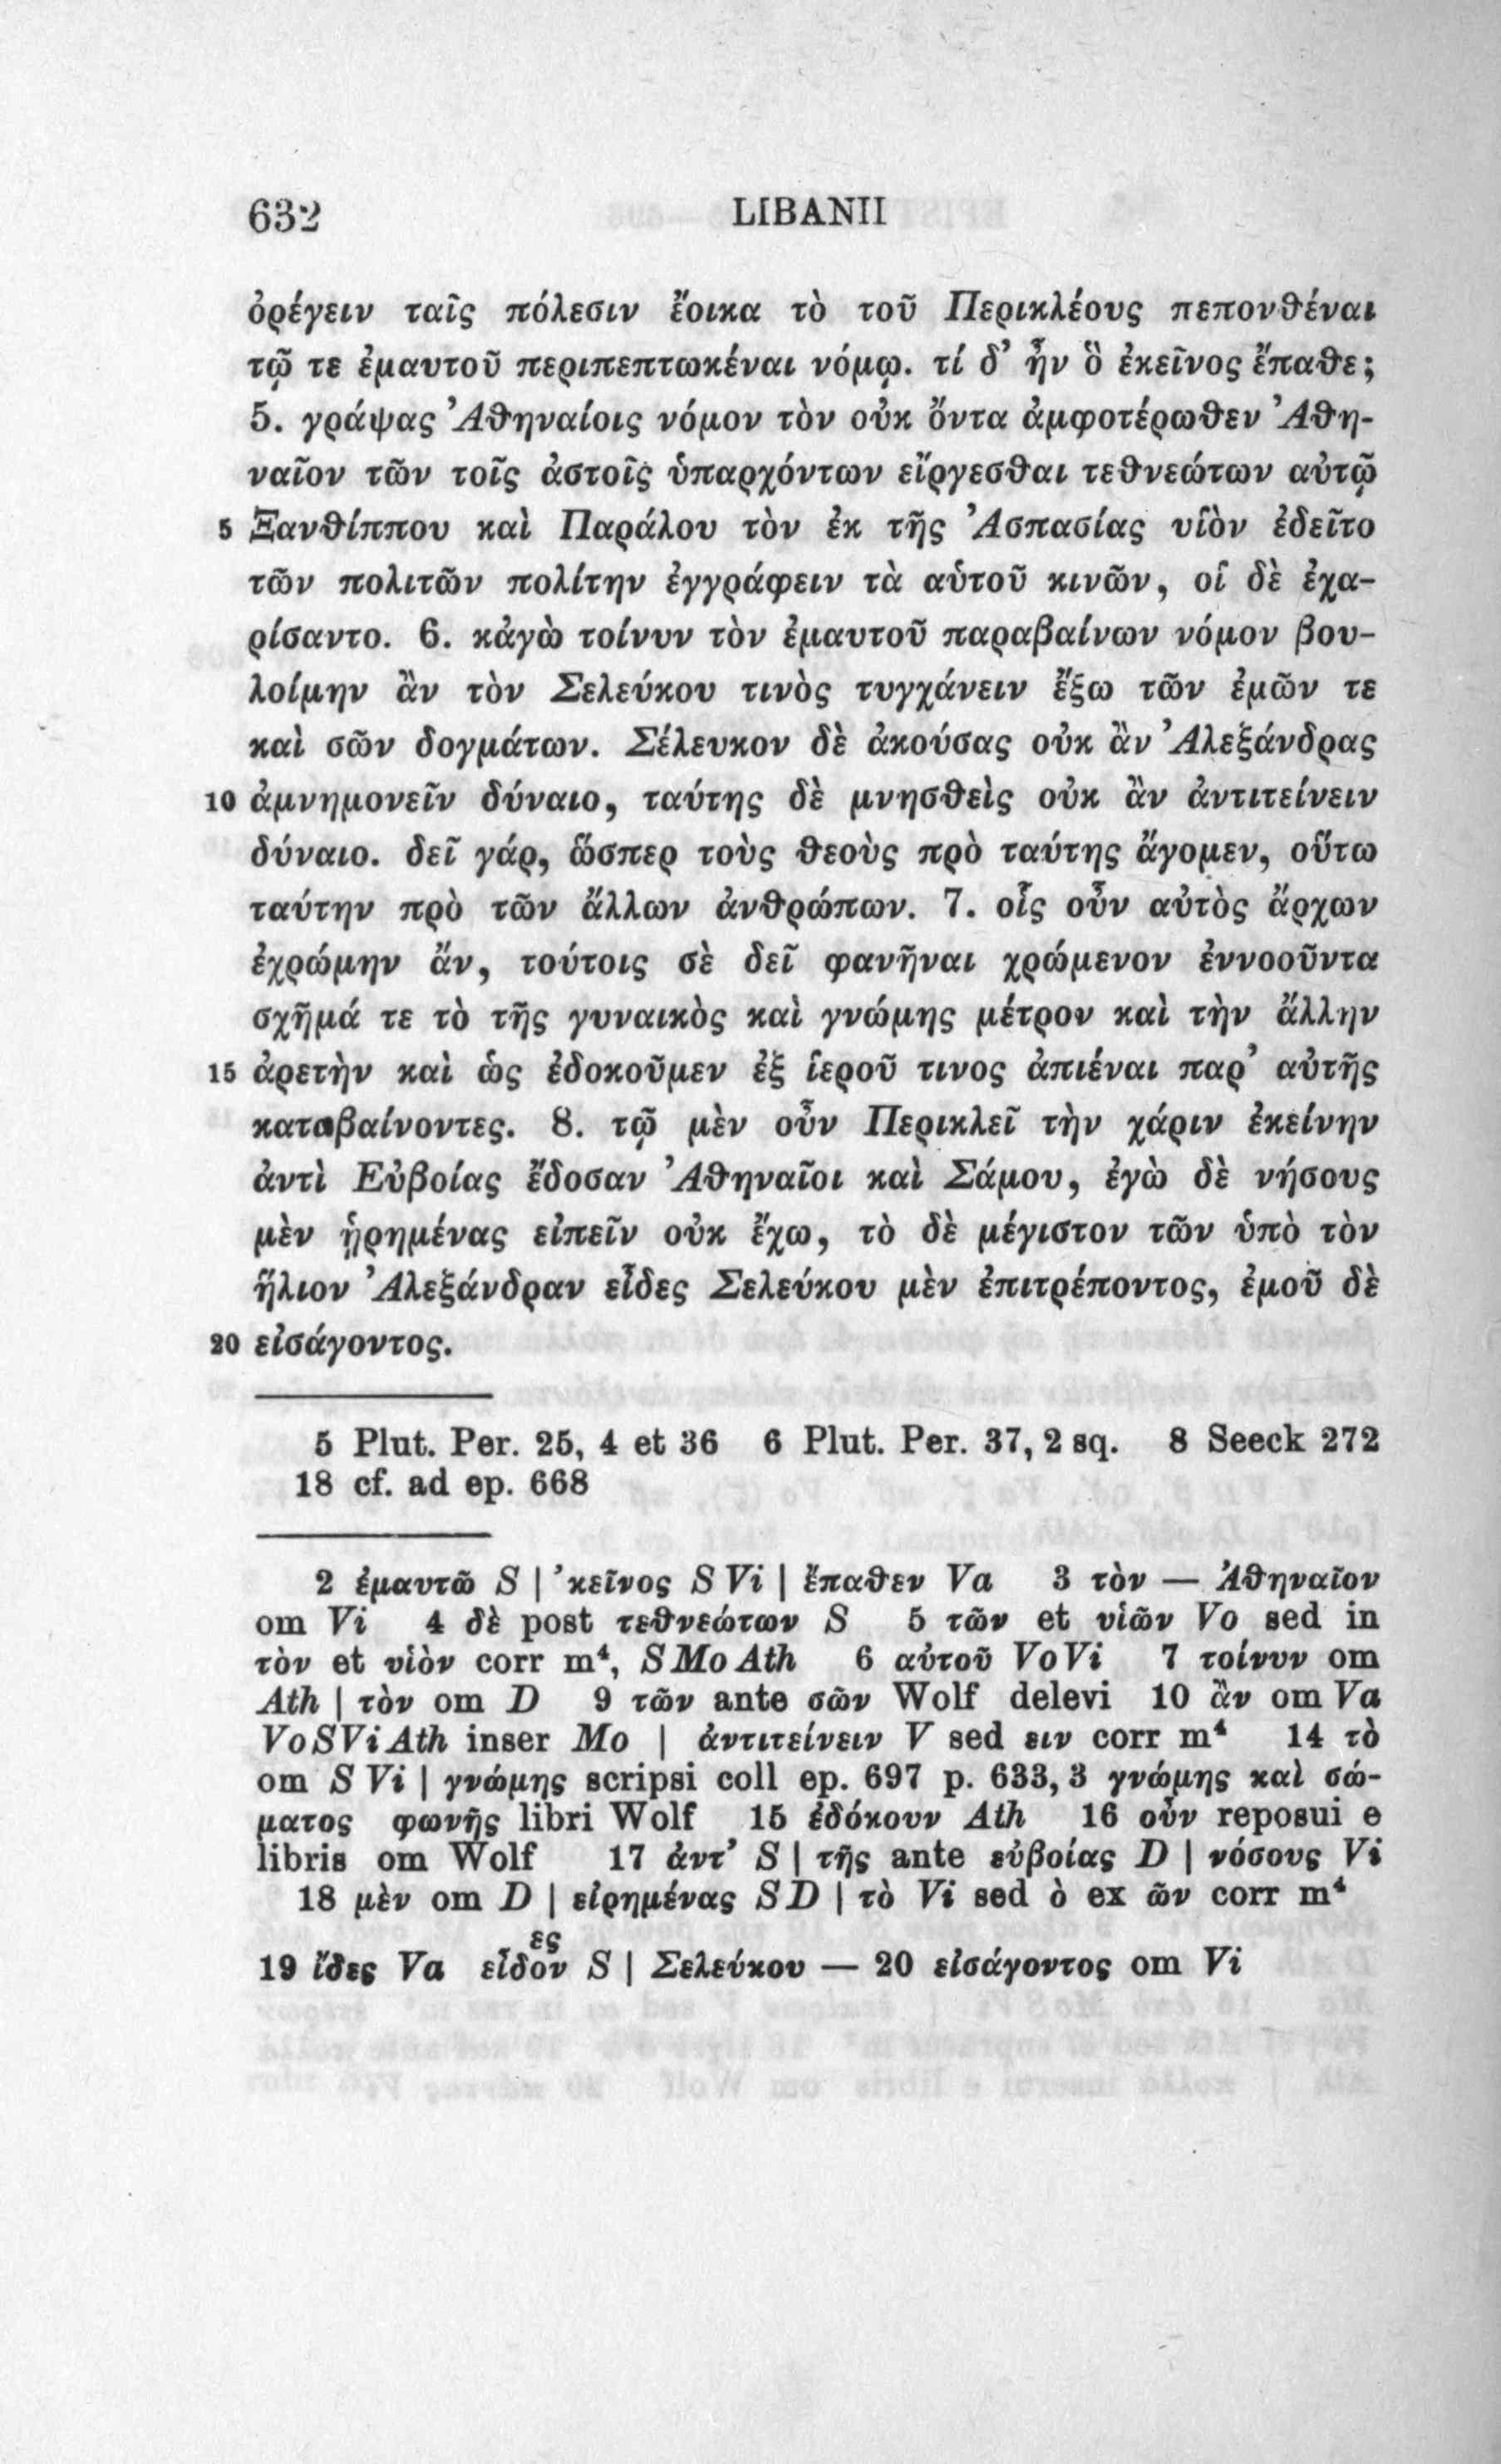 632 LIBANII
ὀρέγειν ταῖς πόλεσιν ἔοικα τὸ τοῦ Περικλέους πεπονθέναι
τῷ τε ἐμαυτοῦ περιπεπτωκέναι νόμῳ. τί δ’ ἦν ὃ ἐκεῖνος ἔπαθε;
5. γράψας Ἀθηναίοις νόμον τὸν οὐκ ὄντα ἀμφοτέρωθεν Ἀθη-
ναῖον τῶν τοῖς ἀστοῖς ὑπαρχόντων εἴργεσθαι τεθνεώτων αὐτῷ
5 Ξανθίππου καὶ Παράλου τὸν ἐκ τῆς Ἀσπασίας υἱὸν ἐδεῖτο
τῶν πολιτῶν πολίτην ἐγγράφειν τὰ αὑτοῦ κινῶν, οἱ δὲ ἐχα-
ρίσαντο. 6. κἀγὼ τοίνυν τὸν ἐμαυτοῦ παραβαίνων νόμον βου-
λοίμην ἂν τὸν Σελεύκου τινὸς τυγχάνειν ἔξω τῶν ἐμῶν τε
καὶ σῶν δογμάτων. Σέλευκον δὲ ἀκούσας οὐκ ἂν Ἀλεξάνδρας
10 ἀμνημονεῖν δύναιο, ταύτης δὲ μνησθεὶς οὐκ ἂν ἀντιτείνειν
δύναιο. δεῖ γάρ, ὥσπερ τοὺς θεοὺς πρὸ ταύτης ἄγομεν, οὕτω
ταύτην πρὸ τῶν ἄλλων ἀνθρώπων. 7. οἷς οὖν αὐτὸς ἄρχων
ἐχρώμην ἄν, τούτοις σὲ δεῖ φανῆναι χρώμενον ἐννοοῦντα
σχῆμά τε τὸ τῆς γυναικὸς καὶ γνώμης μέτρον καὶ τὴν ἄλλην
15 ἀρετὴν καὶ ὡς ἐδοκοῦμεν ἐξ ἱεροῦ τινος ἀπιέναι παρ’ αὐτῆς
καταβαίνοντες. 8. τῷ μὲν οὖν Περικλεῖ τὴν χάριν ἐκείνην
ἀντὶ Εὐβοίας ἔδοσαν Ἀθηναῖοι καὶ Σάμου, ἐγὼ δὲ νήσους
μὲν ᾑρημένας εἰπεῖν οὐκ ἔχω, τὸ δὲ μέγιστον τῶν ὑπὸ τὸν
ἥλιον Ἀλεξάνδραν εἶδες Σελεύκου μὲν ἐπιτρέποντος, ἐμοῦ δὲ
20 εἰσάγοντος.
5 Plut. Per. 25, 4 et 36 6 Plut. Per. 37, 2 sq. 8 Seeck 272
18 cf. ad ep. 668
2 ἐμαυτῶ S | ’κεῖνος S Vi | ἔπαθεν Va 3 τὸν — Ἀθηναῖον
om Vi 4 δὲ post τεθνεώτων S 5 τῶν et υἱῶν Vo sed in
τὸν et υἱὸν corr m⁴, S Mo Ath 6 αὐτοῦ Vo Vi 7 τοίνυν om
Ath | τὸν om D 9 τῶν ante σῶν Wolf delevi 10 ἂν om Va
Vo S Vi Ath inser Mo | ἀντιτείνειν V sed ειν corr m⁴ 14 τὸ
om S Vi | γνώμης scripsi coll ep. 697 p. 633, 3 γνώμης καὶ σώ-
ματος φωνῆς libri Wolf 15 ἐδόκουν Ath 16 οὖν reposui e
libris om Wolf 17 ἀντ’ S | τῆς ante εὐβοίας D | νόσους Vi
18 μὲν om D | εἰρημένας S D | τὸ Vi sed ὸ ex ῶν corr m⁴
ες
19 ἴδες Va εἶδον S | Σελεύκου — 20 εἰσάγοντος om Vi